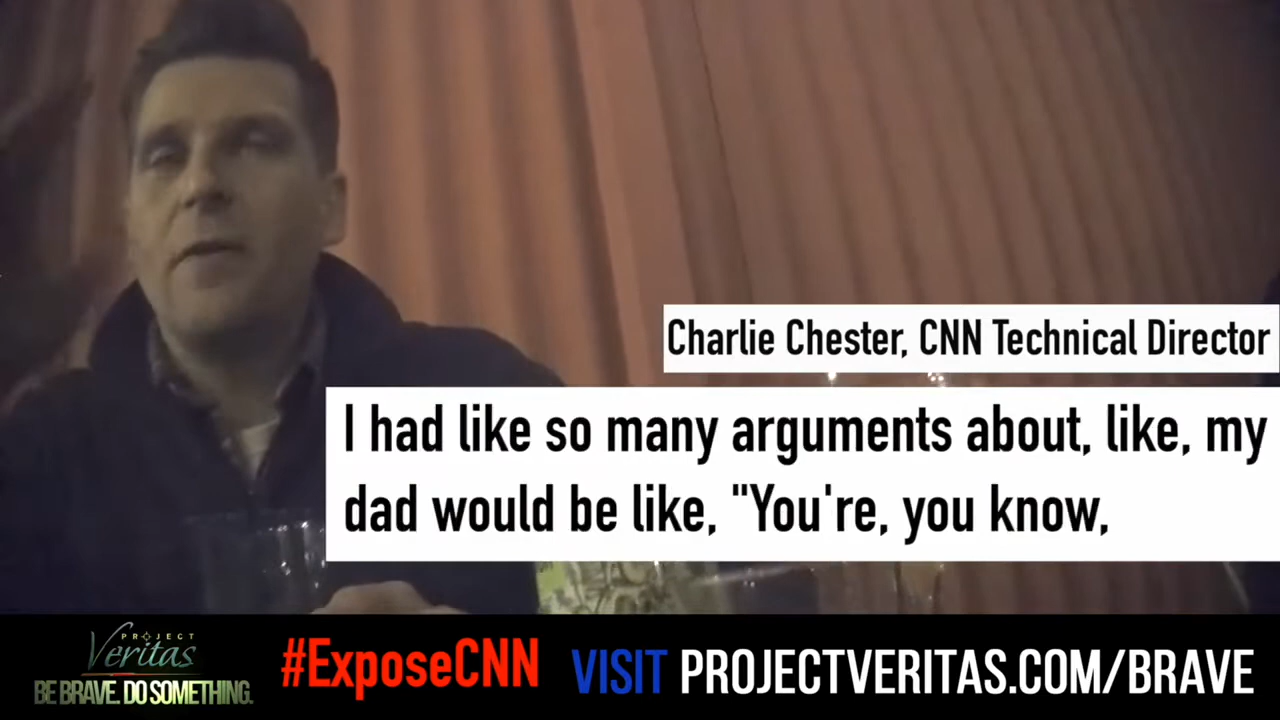 Charlie Chester, CNN Technical Director
I had like so many arguments about, like, my
dad would be like, "You're, you know,
PROJECT
Veritas
BE BRAVE. DO SOMETHING.
#ExposeCNN
VISIT PROJECTVERITAS.COM/BRAVE